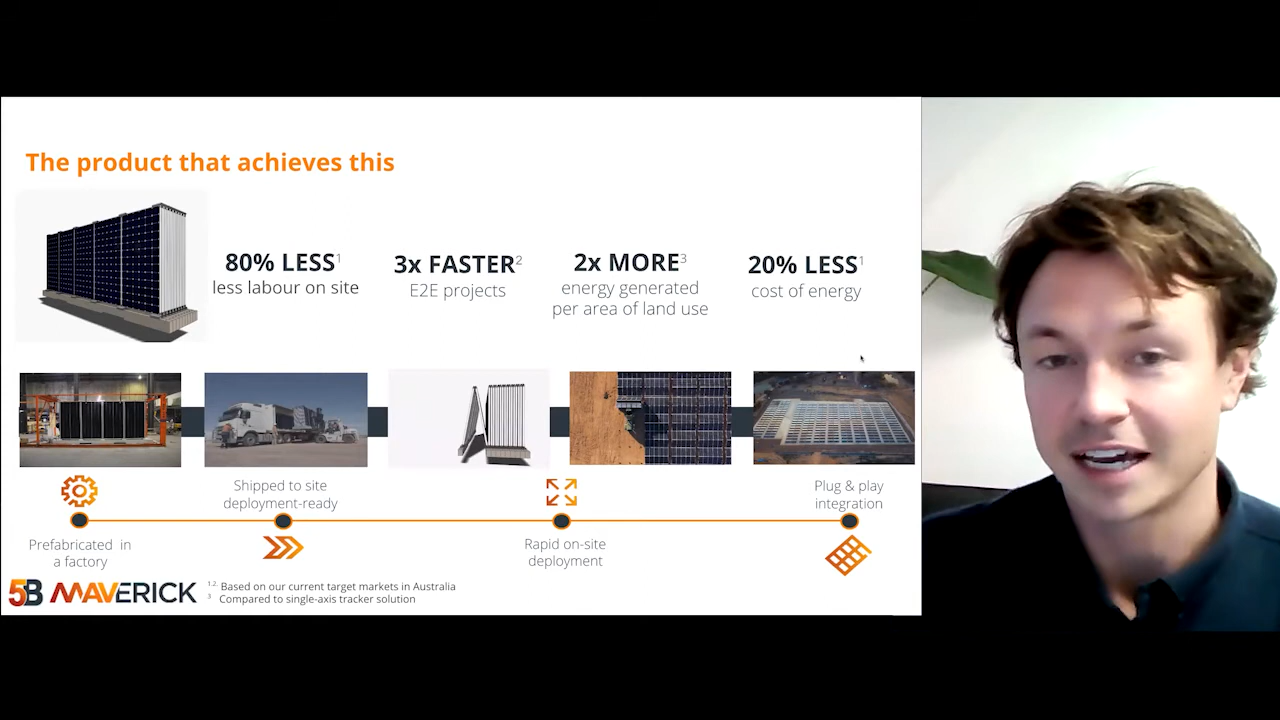 The product that achieves this
80% LESS1
less labour on site
3x FASTER2
E2E projects
2x MORE3
energy generated
per area of land use
20% LESS1
cost of energy
Prefabricated in
a factory
Shipped to site
deployment-ready
Rapid on-site
deployment
Plug & play
integration
5B MAVERICK
1,2. Based on our current target markets in Australia
3 Compared to single-axis tracker solution